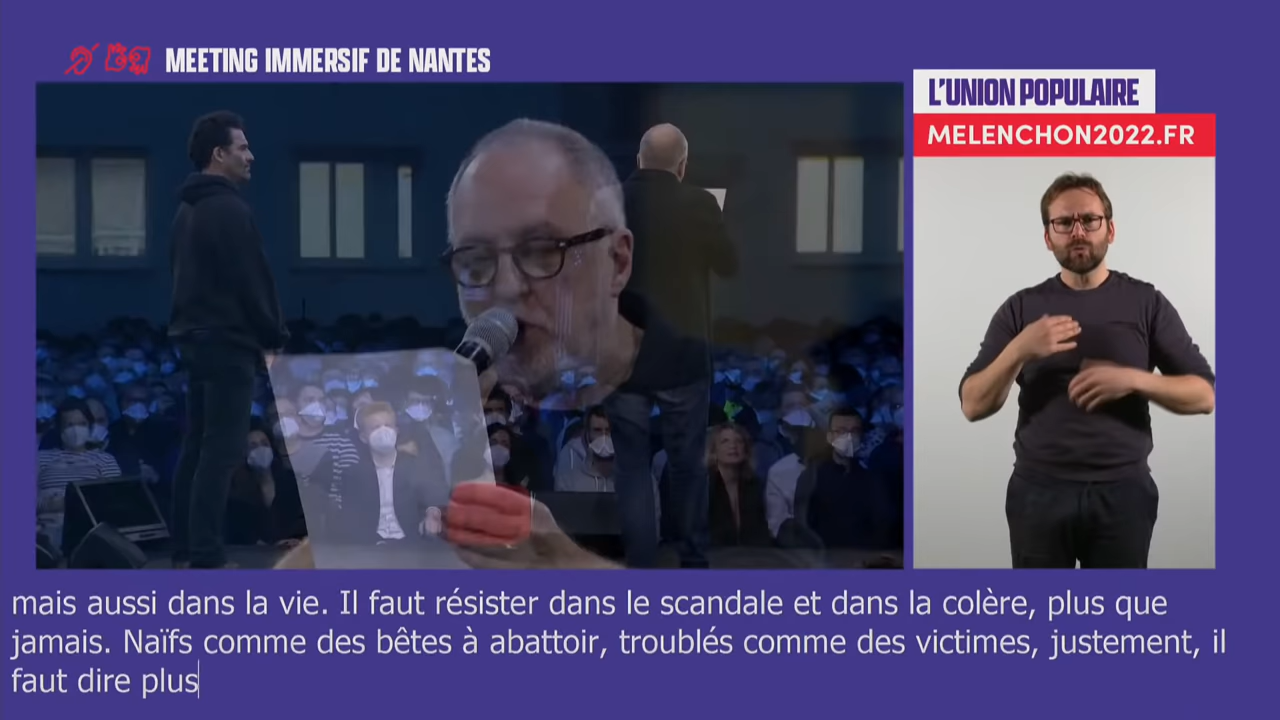 MEETING IMMERSIF DE NANTES
L'UNION POPULAIRE
MELENCHON2022.FR
mais aussi dans la vie. Il faut résister dans le scandale et dans la colère, plus que
jamais. Naïfs comme des bêtes à abattoir, troublés comme des victimes, justement, il
faut dire plus